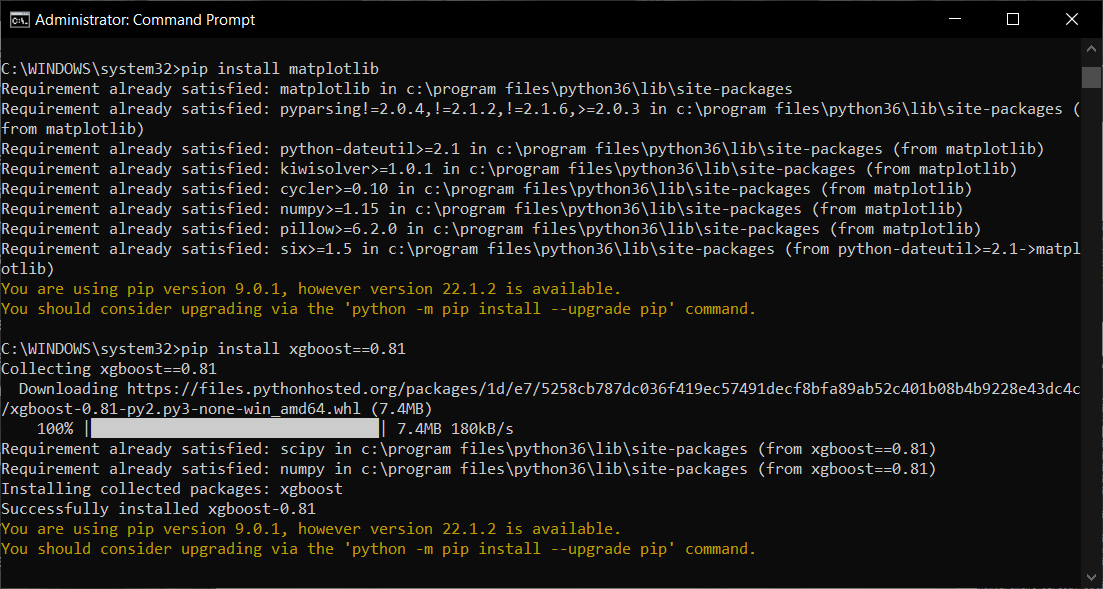 Administrator: Command Prompt
C:\WINDOWS\system32>pip install matplotlib
Requirement already satisfied: matplotlib in c:\program files\python36\lib\site-packages
Requirement already satisfied: pyparsing!=2.0.4,!=2.1.2,!=2.1.6,>=2.0.3 in c:\program files\python36\lib\site-packages (
from matplotlib)
Requirement already satisfied: python-dateutil>=2.1 in c:\program files\python36\lib\site-packages (from matplotlib)
Requirement already satisfied: kiwisolver>=1.0.1 in c:\program files\python36\lib\site-packages (from matplotlib)
Requirement already satisfied: cycler>=0.10 in c:\program files\python36\lib\site-packages (from matplotlib)
Requirement already satisfied: numpy>=1.15 in c:\program files\python36\lib\site-packages (from matplotlib)
Requirement already satisfied: pillow>=6.2.0 in c:\program files\python36\lib\site-packages (from matplotlib)
Requirement already satisfied: six>=1.5 in c:\program files\python36\lib\site-packages (from python-dateutil>=2.1->matpl
otlib)
You are using pip version 9.0.1, however version 22.1.2 is available.
You should consider upgrading via the 'python -m pip install --upgrade pip' command.
C:\WINDOWS\system32>pip install xgboost==0.81
Collecting xgboost==0.81
  Downloading https://files.pythonhosted.org/packages/1d/e7/5258cb787dc036f419ec57491decf8bfa89ab52c401b08b4b9228e43dc4c
/xgboost-0.81-py2.py3-none-win_amd64.whl (7.4MB)
    100% |████████████████████████████████| 7.4MB 180kB/s
Requirement already satisfied: scipy in c:\program files\python36\lib\site-packages (from xgboost==0.81)
Requirement already satisfied: numpy in c:\program files\python36\lib\site-packages (from xgboost==0.81)
Installing collected packages: xgboost
Successfully installed xgboost-0.81
You are using pip version 9.0.1, however version 22.1.2 is available.
You should consider upgrading via the 'python -m pip install --upgrade pip' command.